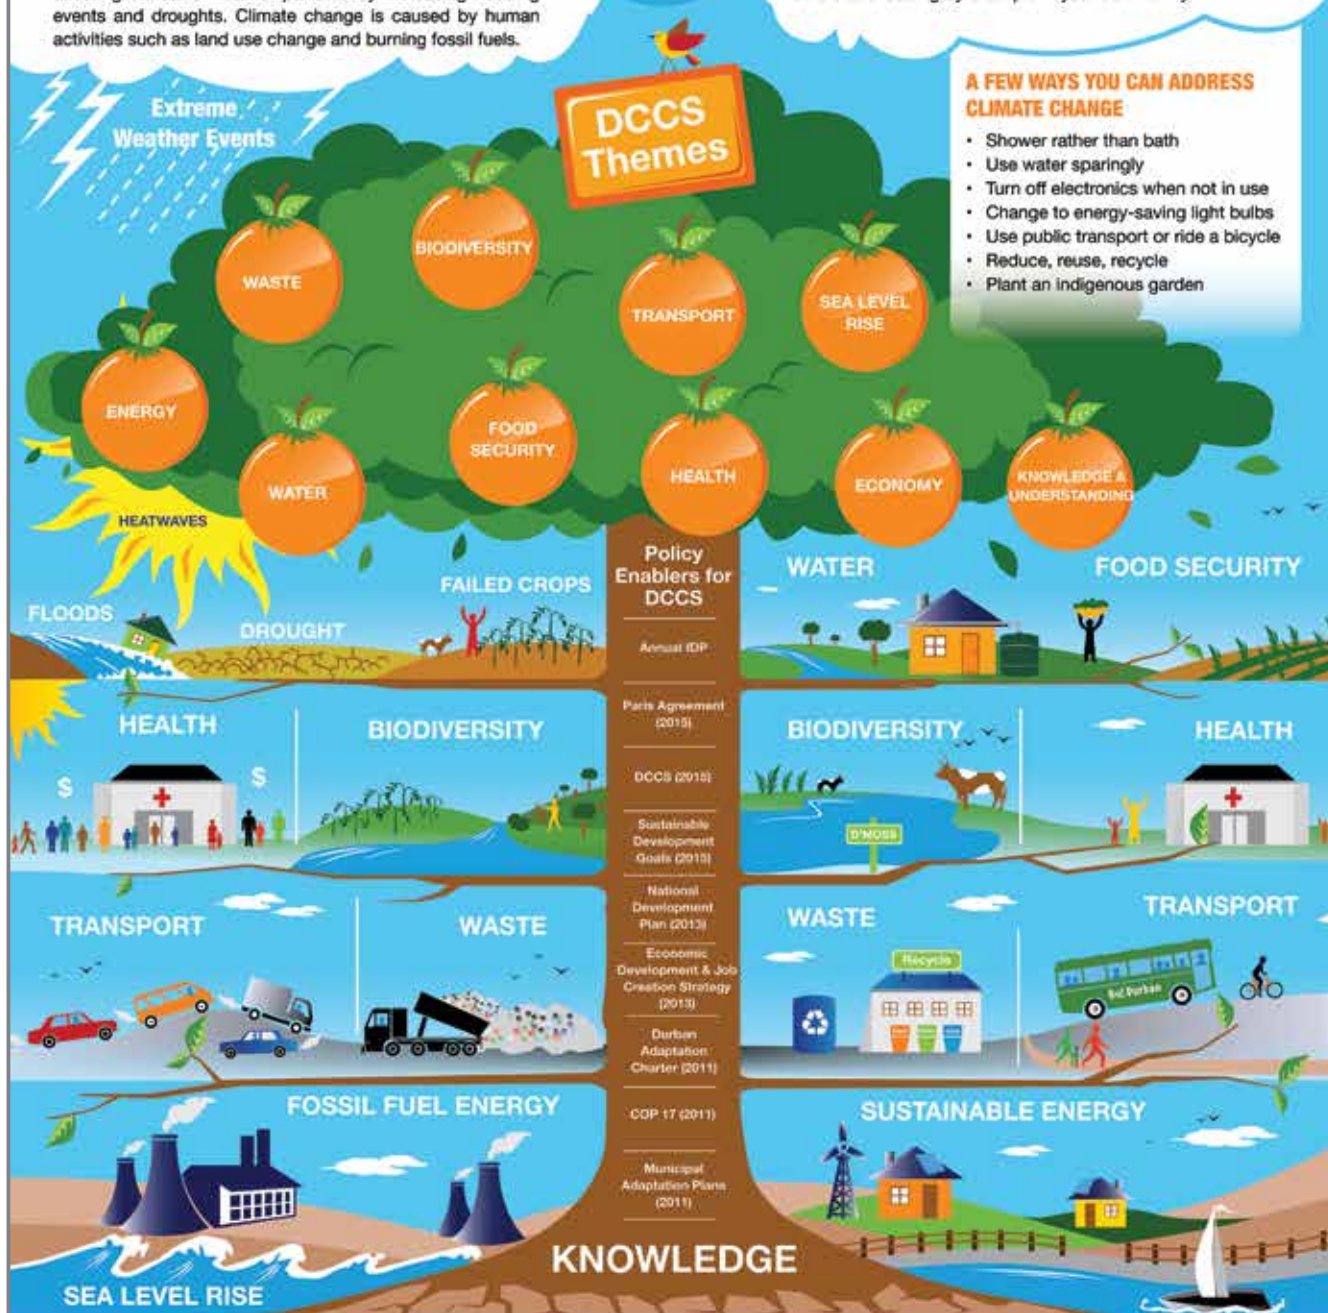 events and droughts. Climate change is caused by human
activities such as land use change and burning fossil fuels.
Extreme
Weather Events
DCCS
Themes
A FEW WAYS YOU CAN ADDRESS
CLIMATE CHANGE
• Shower rather than bath
• Use water sparingly
• Turn off electronics when not in use
• Change to energy-saving light bulbs
• Use public transport or ride a bicycle
• Reduce, reuse, recycle
• Plant an indigenous garden
WASTE
BIODIVERSITY
TRANSPORT
SEA LEVEL
RISE
ENERGY
WATER
FOOD
SECURITY
HEALTH
ECONOMY
KNOWLEDGE &
UNDERSTANDING
HEATWAVES
FLOODS
DROUGHT
FAILED CROPS
Policy
Enablers for
DCCS
Annual IDP
Paris Agreement
(2015)
DCCS (2015)
Sustainable
Development
Goals (2015)
National
Development
Plan (2013)
Economic
Development & Job
Creation Strategy
(2013)
Durban
Adaptation
Charter (2011)
COP 17 (2011)
Municipal
Adaptation Plans
(2011)
KNOWLEDGE
WATER
FOOD SECURITY
HEALTH
$
$
BIODIVERSITY
BIODIVERSITY
D'MOSS
HEALTH
TRANSPORT
WASTE
WASTE
Recycle
TRANSPORT
Durban
FOSSIL FUEL ENERGY
SUSTAINABLE ENERGY
SEA LEVEL RISE